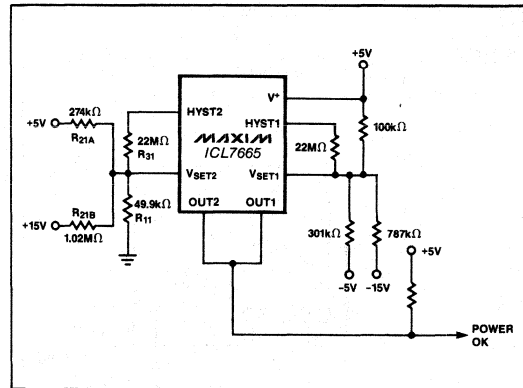 +5V
V+
HYST2
HYST1
MAXIM
ICL7665
VSET2
VSET1
OUT2
OUT1
+5V
274kΩ
R21A
+15V
R21B
1.02MΩ
22MΩ
R31
49.9kΩ
R11
22MΩ
100kΩ
301kΩ
787kΩ
-5V
-15V
+5V
POWER
OK